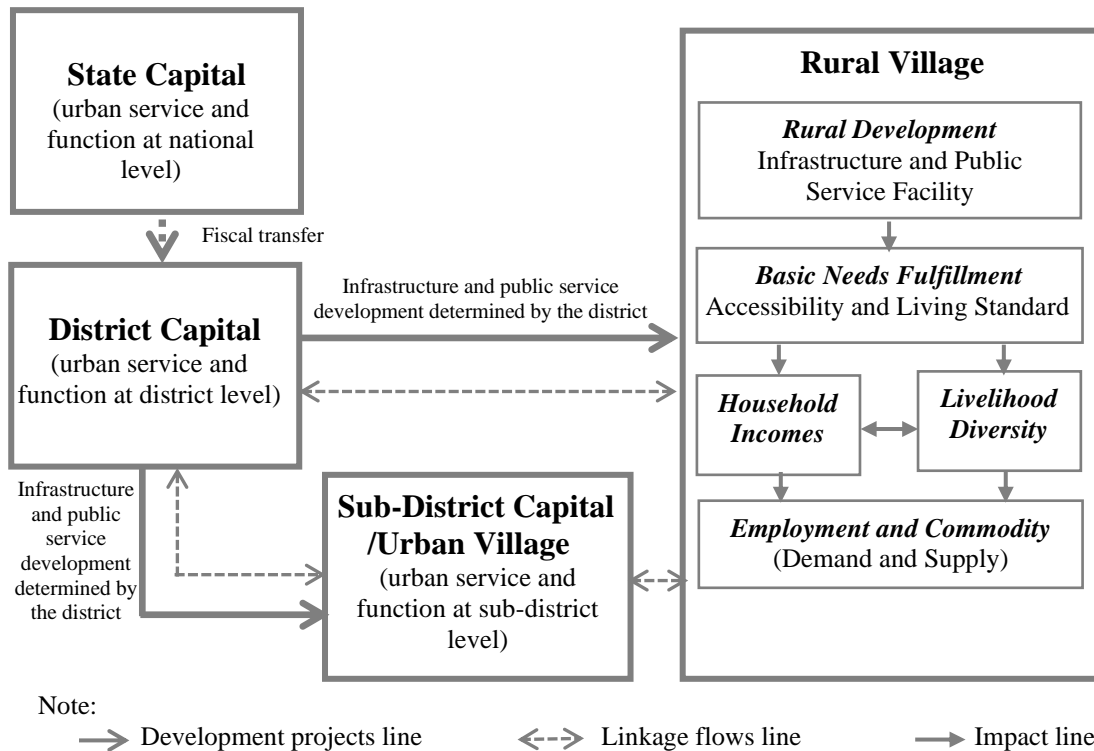 State Capital
(urban service and
function at national
level)
Fiscal transfer
District Capital
(urban service and
function at district level)
Infrastructure and public service
development determined by the district
Infrastructure
and public
service
development
determined by
the district
Sub-District Capital
/Urban Village
(urban service and
function at sub-district
level)
Rural Village
Rural Development
Infrastructure and Public
Service Facility
Basic Needs Fulfillment
Accessibility and Living Standard
Household
Incomes
Livelihood
Diversity
Employment and Commodity
(Demand and Supply)
Note:
Development projects line
Linkage flows line
Impact line